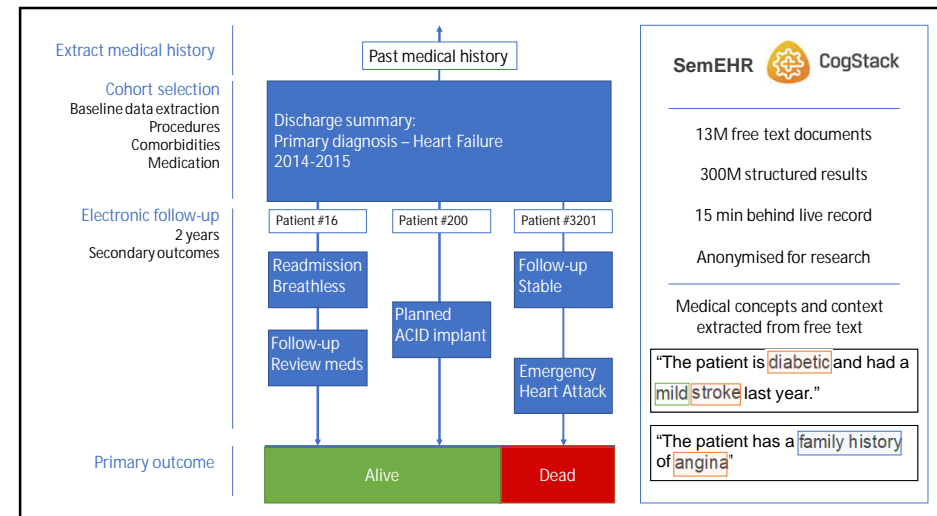 Extract medical history
Past medical history
Cohort selection
Baseline data extraction
Procedures
Comorbidities
Medication
Discharge summary:
Primary diagnosis – Heart Failure
2014-2015
Electronic follow-up
2 years
Secondary outcomes
Patient #16
Patient #200
Patient #3201
Readmission
Breathless
Follow-up
Review meds
Planned
ACID implant
Follow-up
Stable
Emergency
Heart Attack
Primary outcome
Alive
Dead
SemEHR
CogStack
13M free text documents
300M structured results
15 min behind live record
Anonymised for research
Medical concepts and context
extracted from free text
“The patient is diabetic and had a
mild stroke last year.”
“The patient has a family history
of angina”